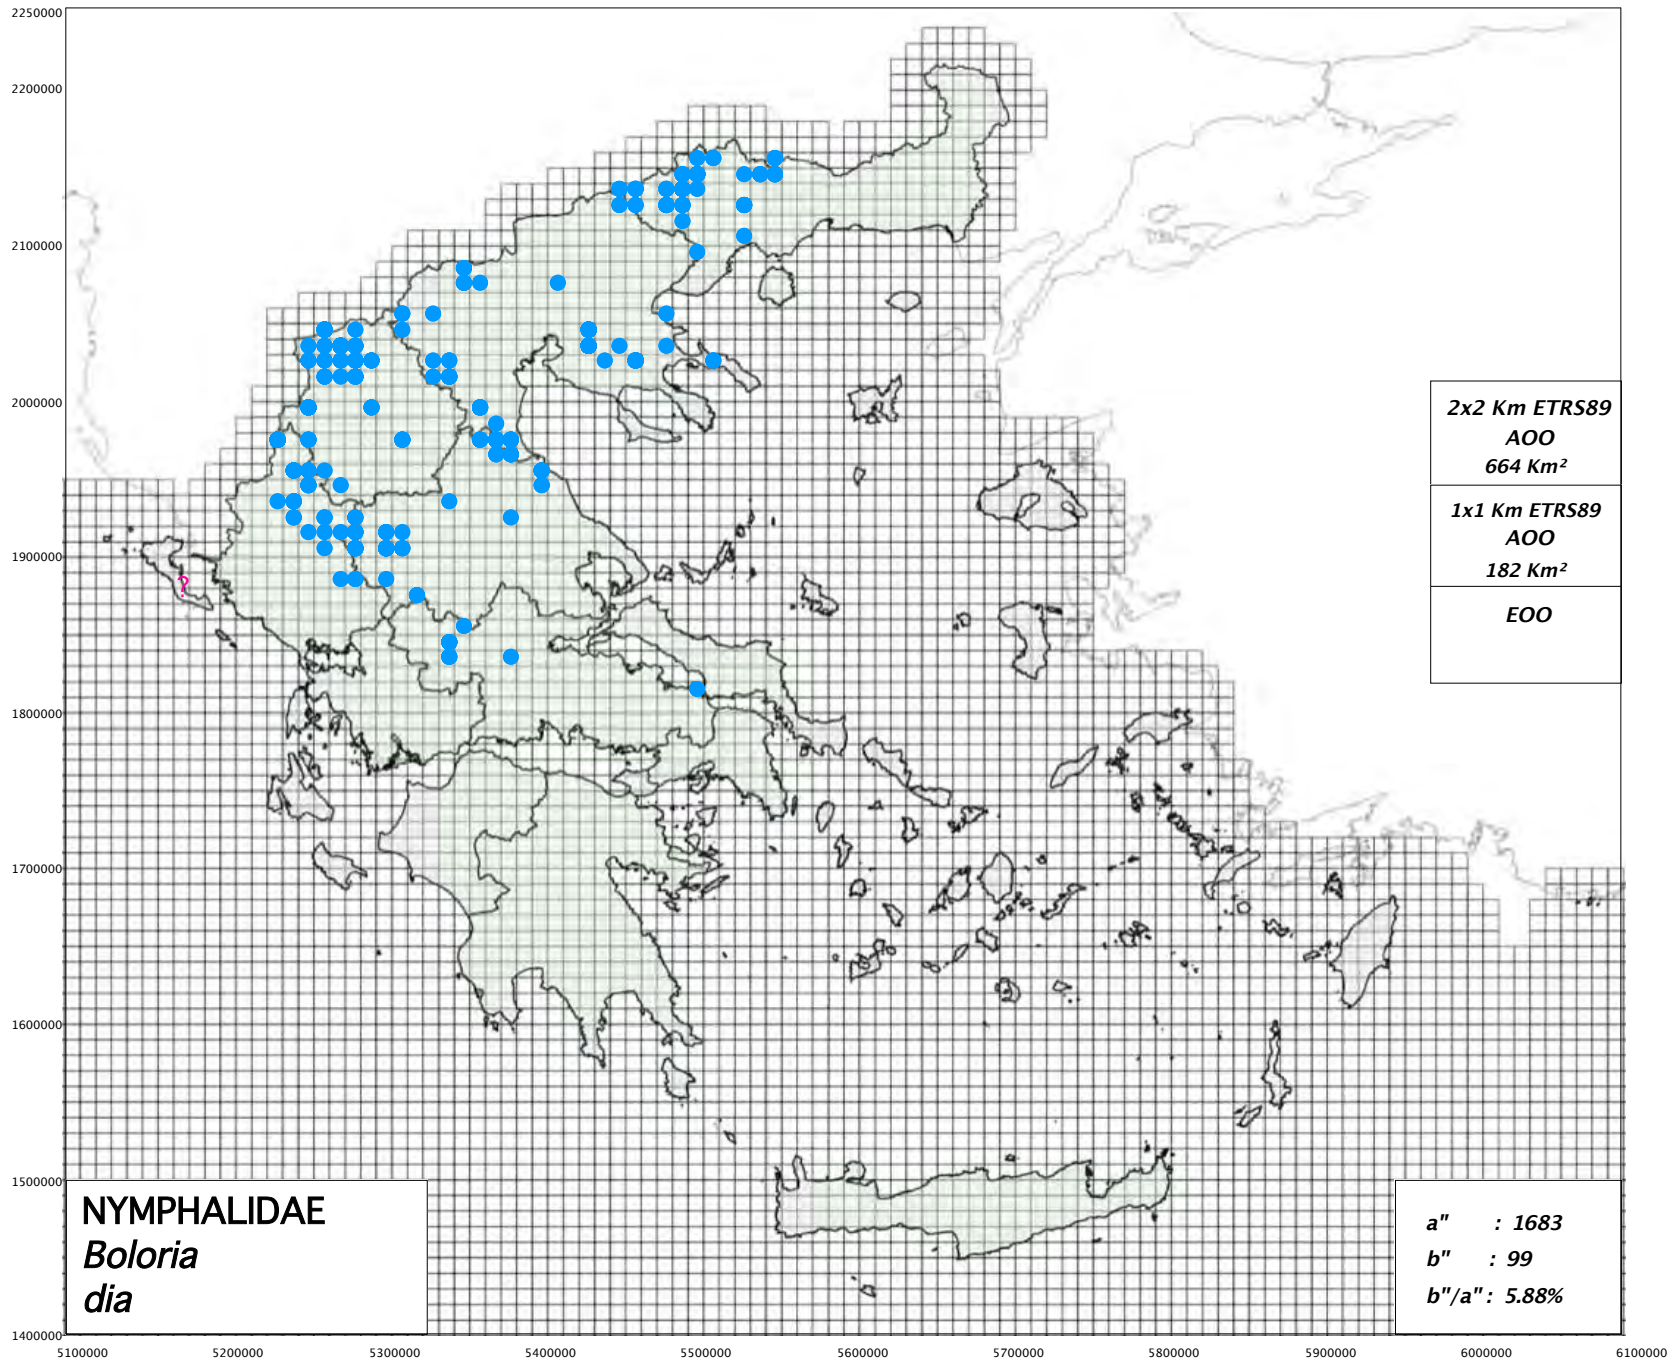 2250000
2200000
2100000
2000000
1900000
1800000
1700000
1600000
1500000
1400000
2x2 Km ETRS89
AOO
664 Km²
1x1 Km ETRS89
AOO
182 Km²
EOO
?
NYMPHALIDAE
Boloria
dia
a" : 1683
b" : 99
b"/a" : 5.88%
5100000 5200000 5300000 5400000 5500000 5600000 5700000 5800000 5900000 6000000 6100000